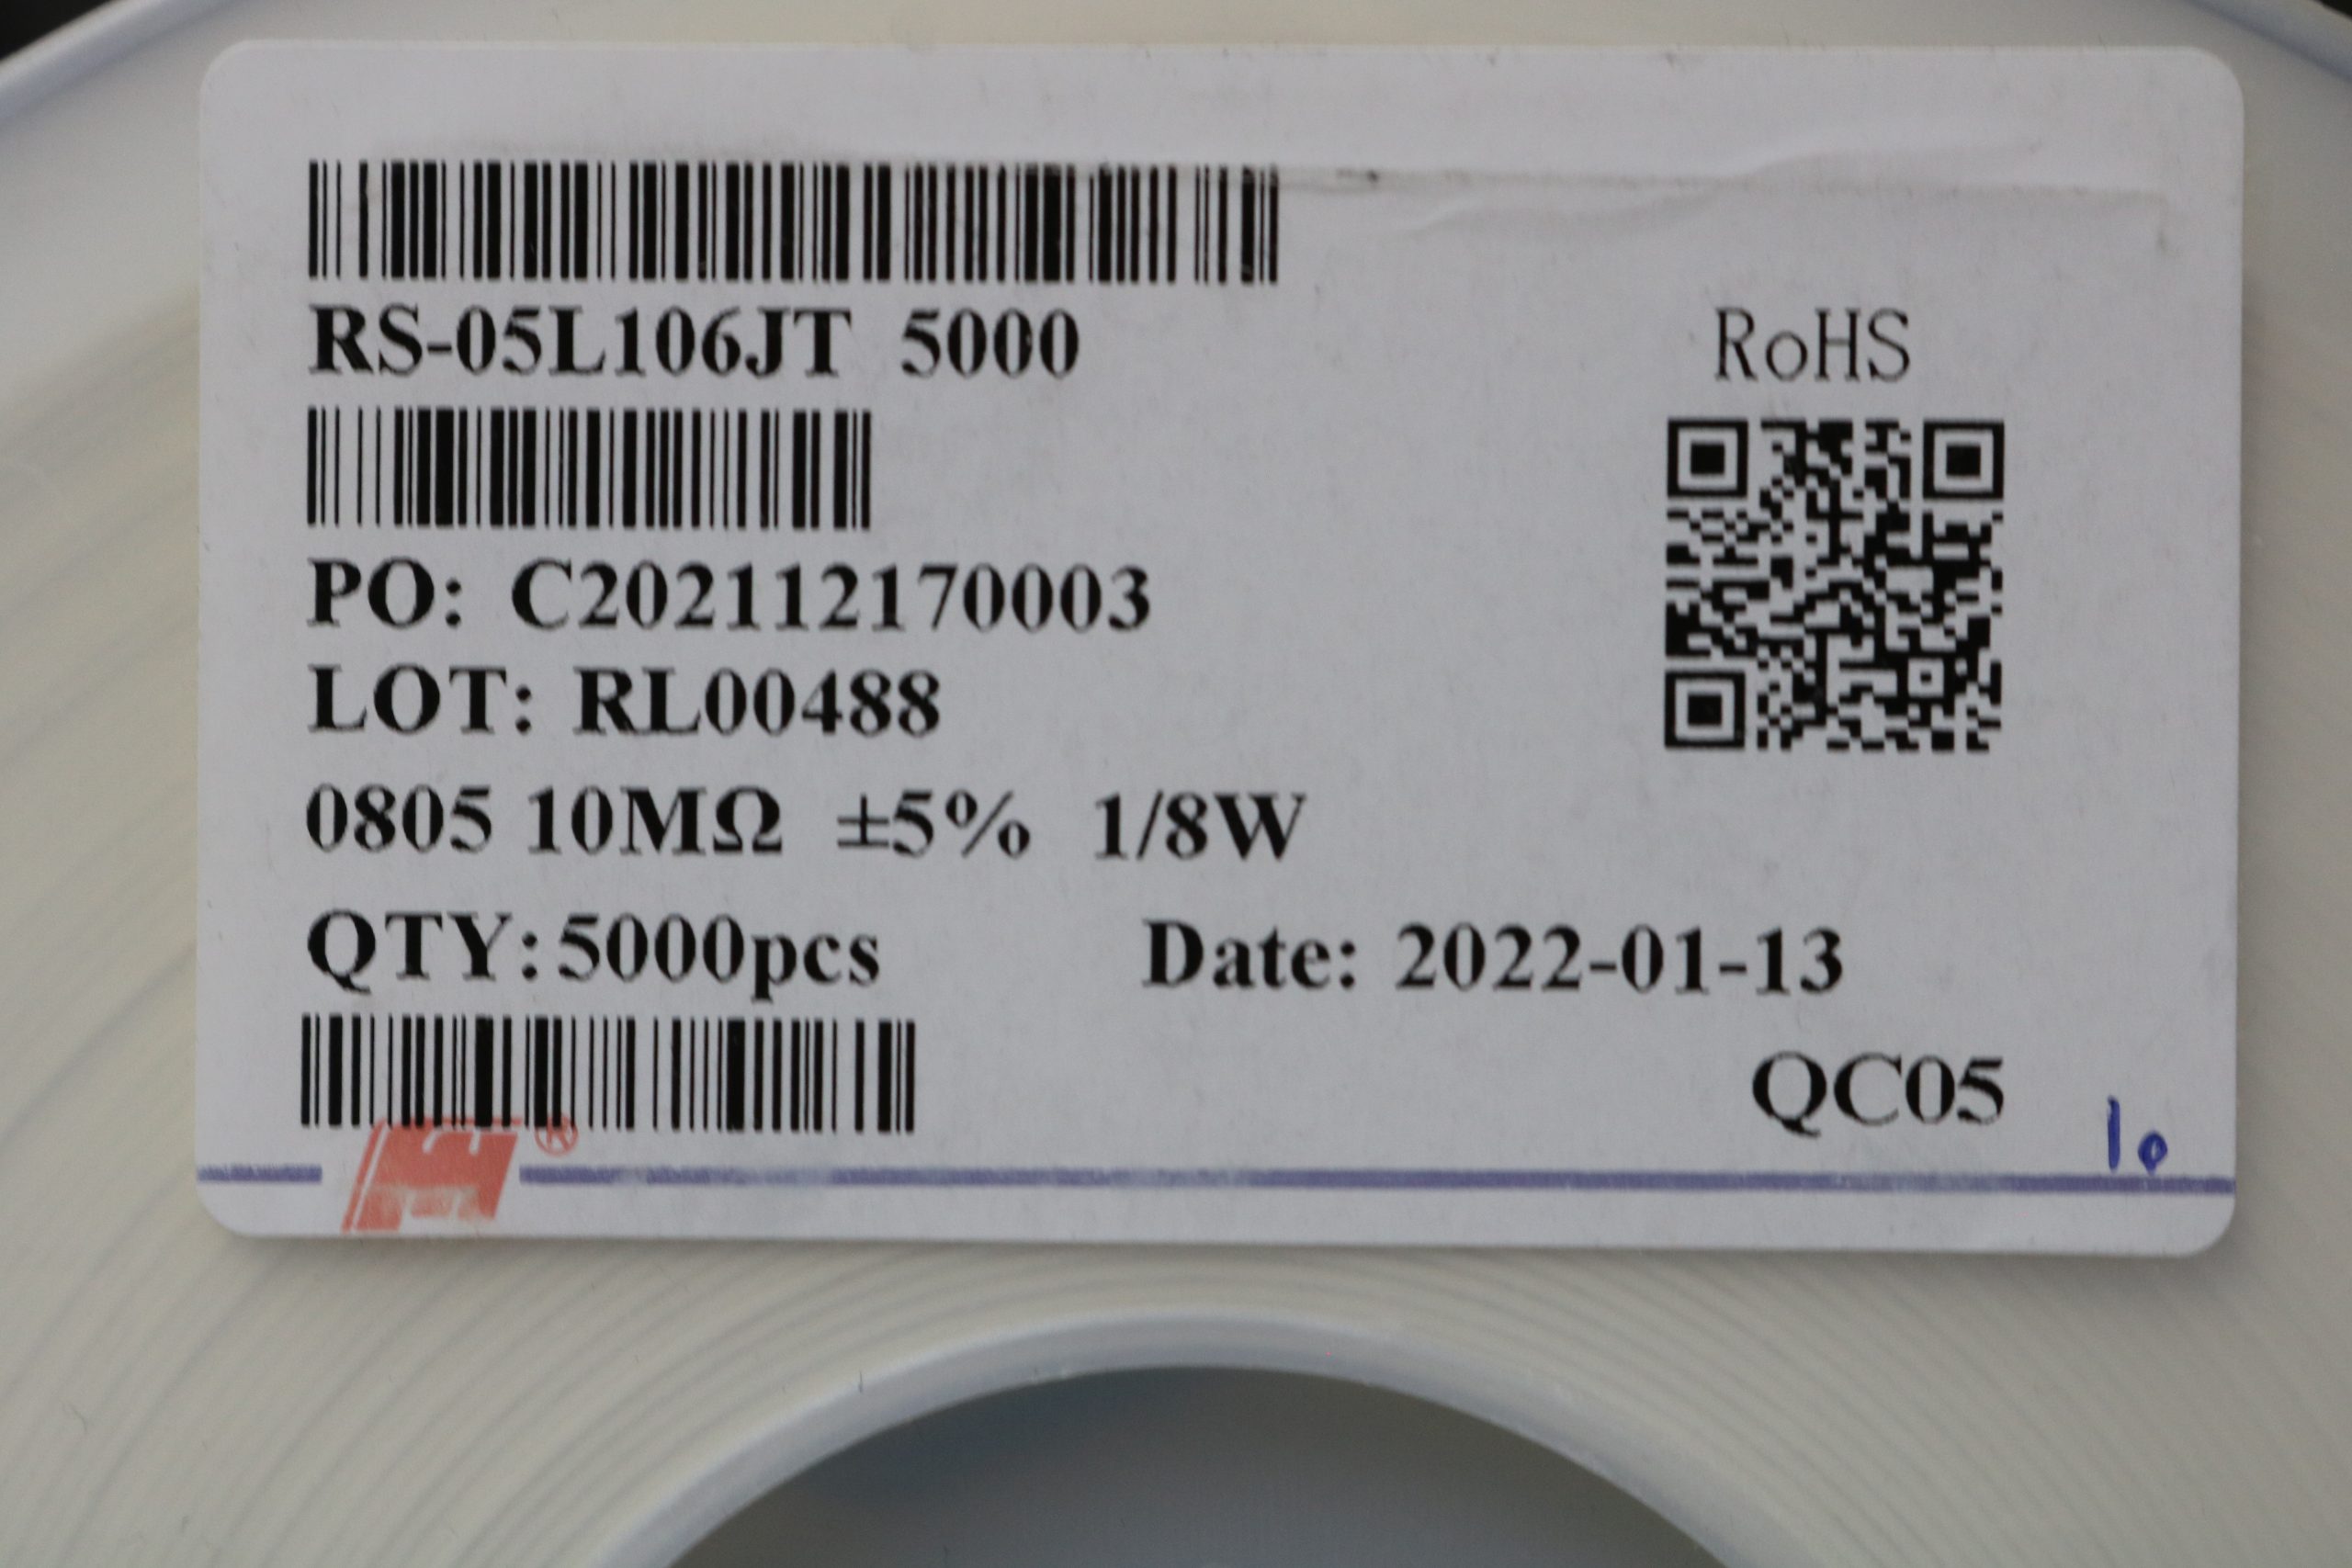 RS-05L106JT 5000
RoHS
PO: C202112170003
LOT: RL00488
0805 10MΩ ±5% 1/8W
QTY:5000pcs Date: 2022-01-13
QC05
10
®